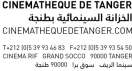 CINEMATHEQUE DE TANGER
الخزانة السينمائية بطنجة
CINEMATHEQUEDETANGER.COM
T+212 (0)5 39 93 46 83 F+212 (0)5 39 93 54 50
CINEMA RIF GRAND SOCCO 90000 TANGER
سينما الريف سوق برا 90000 طنجة